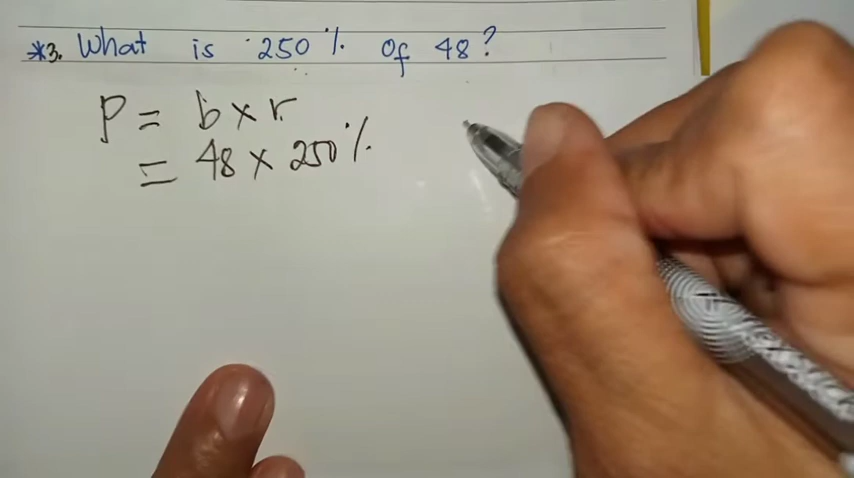 *3. What is 250% of 48?
P = b × r
= 48 × 250%